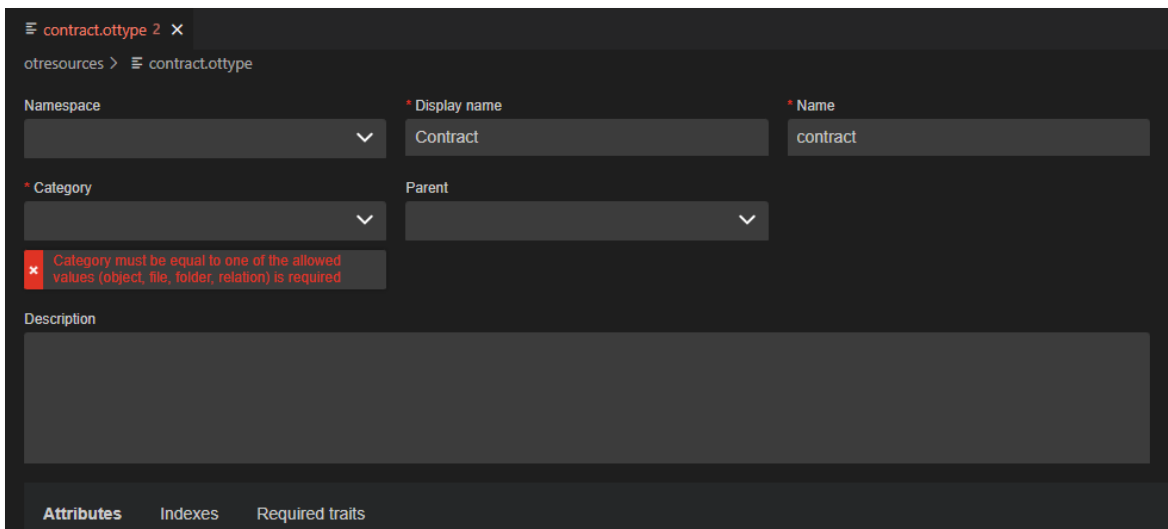 contract.ottype 2
otresources > contract.ottype
Namespace * Display name * Name
Contract contract
* Category Parent
Category must be equal to one of the allowed
values (object, file, folder, relation) is required
Description
Attributes Indexes Required traits